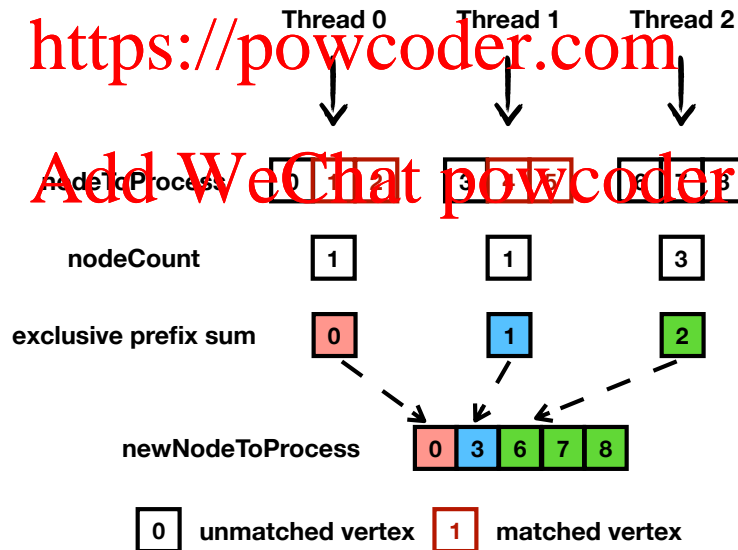 Thread 0 Thread 1 Thread 2
https://powcoder.com
nodeToProcess 0 1 2 3 4 5 6 7 8
Add WeChat powcoder
nodeCount 1 1 3
exclusive prefix sum 0 1 2
newNodeToProcess 0 3 6 7 8
0 unmatched vertex 1 matched vertex